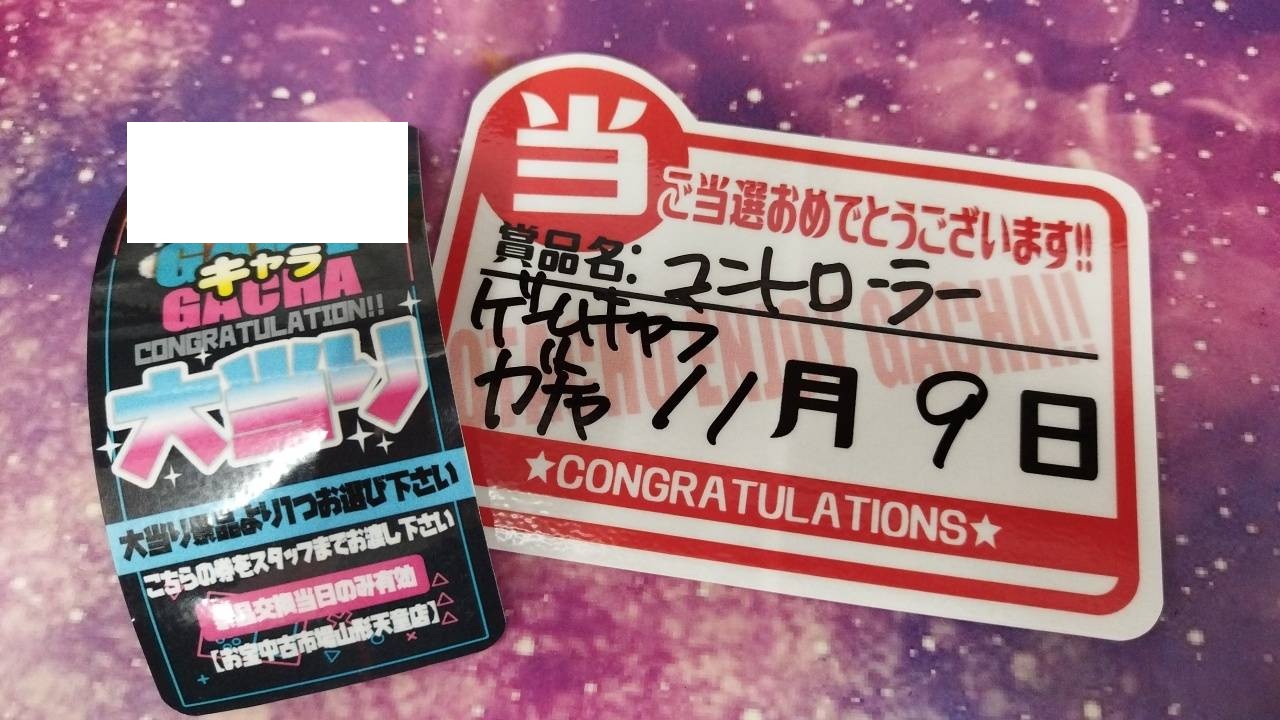 キャラ
GACHA
CONGRATULATION!!
大当り
大当り景品より1つお選び下さい
こちらの券をスタッフまでお渡し下さい
景品交換当日のみ有効
[お宝中古市場山形天童店]
当
ご当選おめでとうございます!!
賞品名: コントローラー
ゲームキャラ
ガチャ 11月9日
ENJOY GACHA!!
★CONGRATULATIONS★